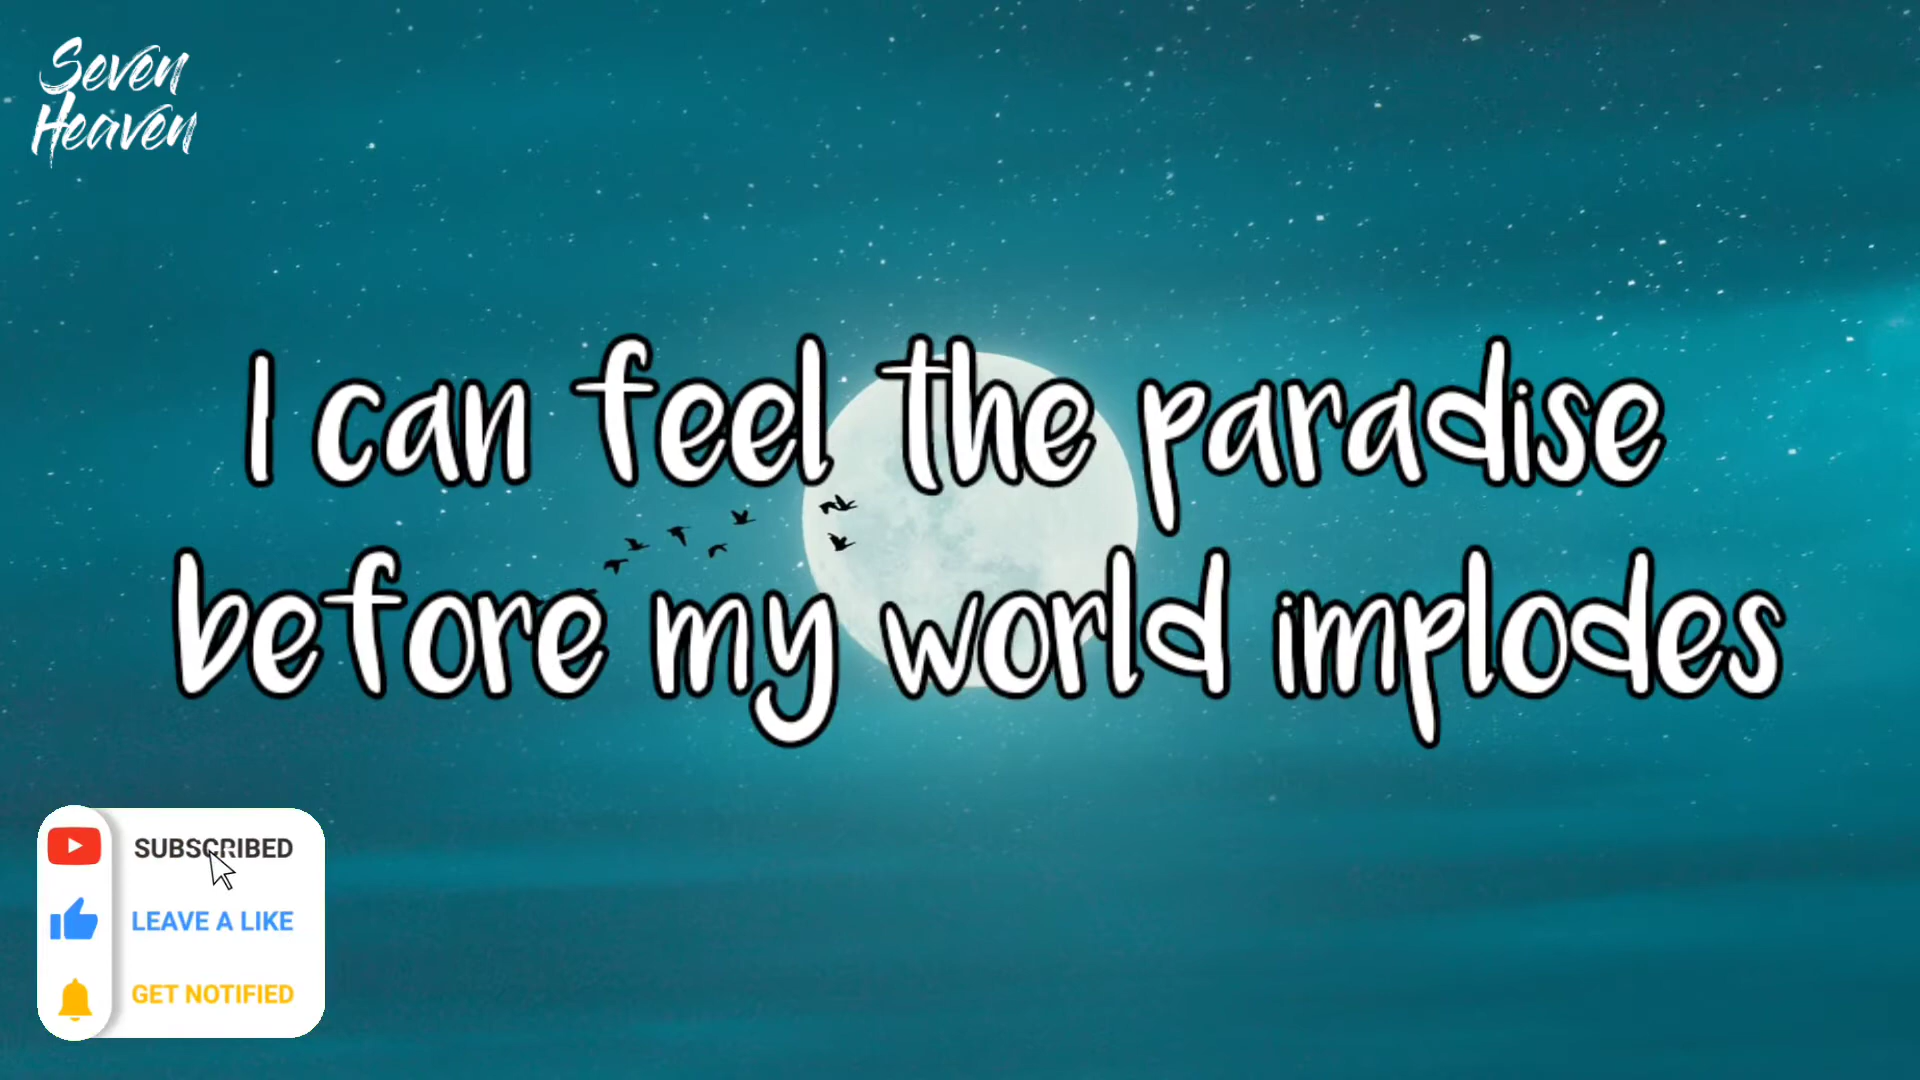 Seven
Heaven
I can feel the paradise
before my world implodes
SUBSCRIBED
LEAVE A LIKE
GET NOTIFIED